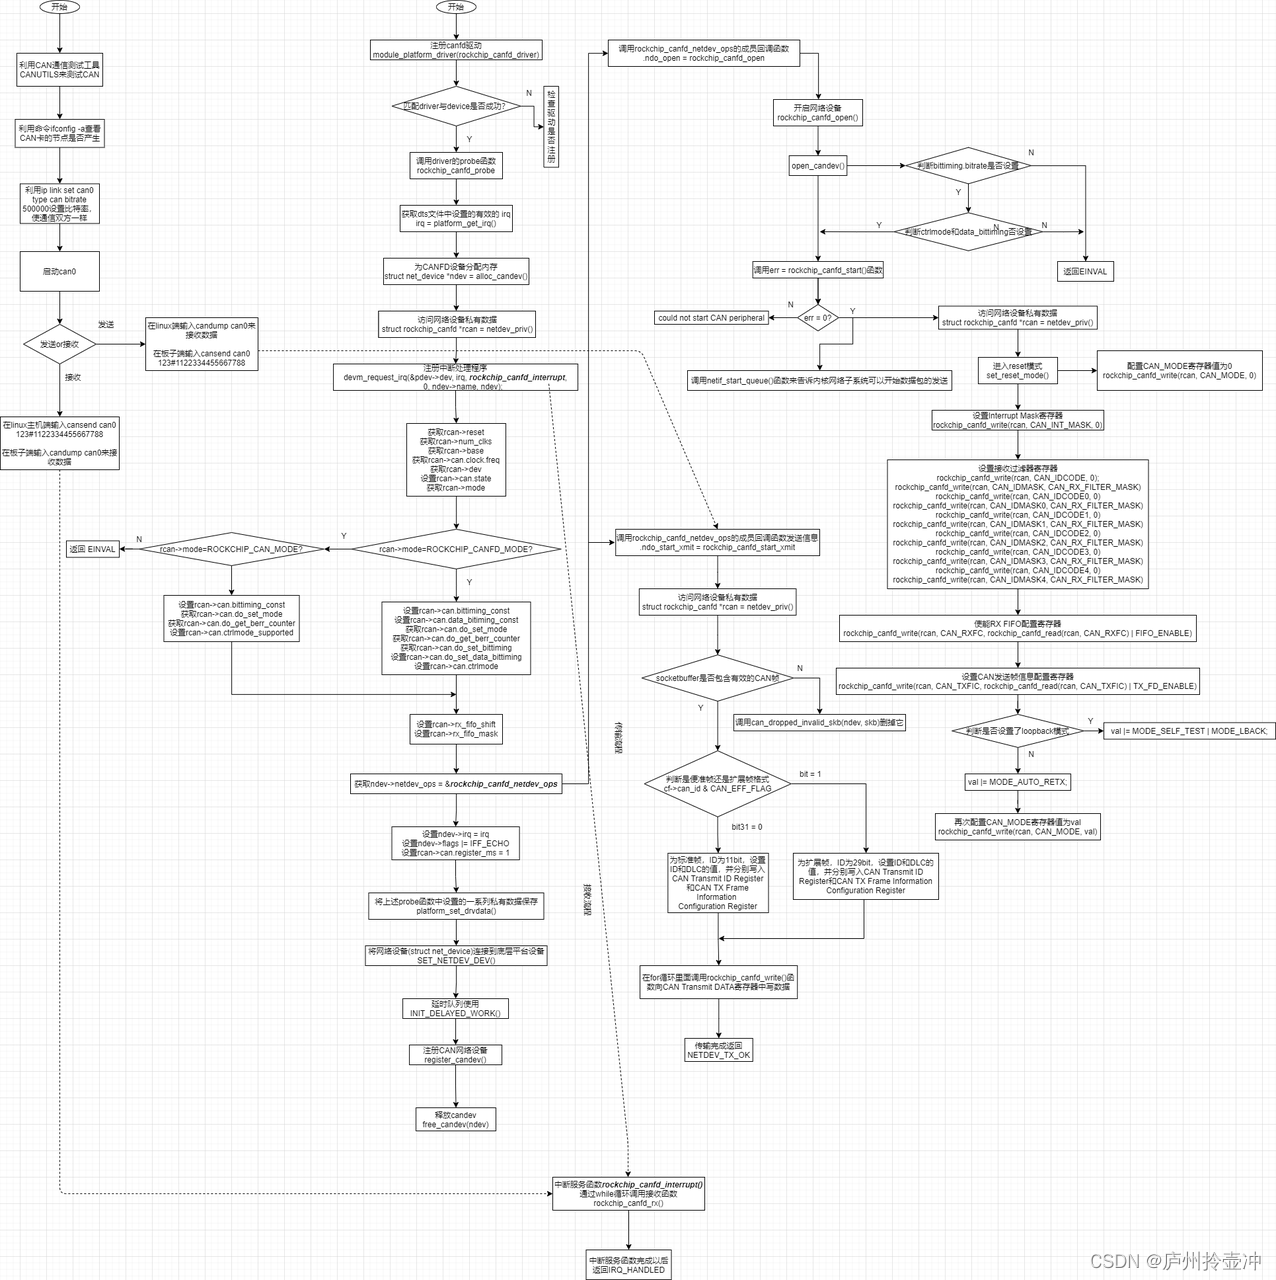 开始
利用CAN通信测试工具
CANUTILS来测试CAN
利用命令ifconfig -a查看
CAN卡的节点是否产生
利用ip link set can0
type can bitrate
500000设置比特率,
使通信双方一样
启动can0
发送or接收
发送
接收
在linux端输入candump can0来
接收数据
在板子端输入cansend can0
123#1122334455667788
在linux主机端输入cansend can0
123#1122334455667788
在板子端输入candump can0来接
收数据
开始
注册canfd驱动
module_platform_driver(rockchip_canfd_driver)
匹配driver与device是否成功?
N
检查驱动是否注册
Y
调用driver的probe函数
rockchip_canfd_probe
获取dts文件中设置的有效的 irq
irq = platform_get_irq()
为CANFD设备分配内存
struct net_device *ndev = alloc_candev()
访问网络设备私有数据
struct rockchip_canfd *rcan = netdev_priv()
注册中断处理程序
devm_request_irq(&pdev->dev, irq, rockchip_canfd_interrupt,
0, ndev->name, ndev);
获取rcan->reset
获取rcan->num_clks
获取rcan->base
获取rcan->can.clock.freq
获取rcan->dev
设置rcan->can.state
获取rcan->mode
rcan->mode=ROCKCHIP_CANFD_MODE?
Y
rcan->mode=ROCKCHIP_CAN_MODE?
N
返回 EINVAL
Y
设置rcan->can.bittiming_const
获取rcan->can.do_set_mode
获取rcan->can.do_get_berr_counter
设置rcan->can.ctrlmode_supported
设置rcan->can.bittiming_const
设置rcan->can.data_bitiming_const
获取rcan->can.do_set_mode
获取rcan->can.do_get_berr_counter
获取rcan->can.do_set_bittiming
设置rcan->can.do_set_data_bittiming
设置rcan->can.ctrlmode
设置rcan->rx_fifo_shift
设置rcan->rx_fifo_mask
获取ndev->netdev_ops = &rockchip_canfd_netdev_ops
设置ndev->irq = irq
设置ndev->flags |= IFF_ECHO
设置rcan->can.register_ms = 1
将上述probe函数中设置的一系列私有数据保存
platform_set_drvdata()
将网络设备(struct net_device)连接到底层平台设备
SET_NETDEV_DEV()
延时队列使用
INIT_DELAYED_WORK()
注册CAN网络设备
register_candev()
释放candev
free_candev(ndev)
调用rockchip_canfd_netdev_ops的成员回调函数
.ndo_open = rockchip_canfd_open
开启网络设备
rockchip_canfd_open()
open_candev()
判断bittiming.bitrate是否设置
N
Y
判断ctrlmode和data_bittiming否设置
N
N
Y
返回EINVAL
调用err = rockchip_canfd_start()函数
err = 0?
N
could not start CAN peripheral
Y
调用netif_start_queue()函数来告诉内核网络子系统可以开始数据包的发送
访问网络设备私有数据
struct rockchip_canfd *rcan = netdev_priv()
进入reset模式
set_reset_mode()
配置CAN_MODE寄存器值为0
rockchip_canfd_write(rcan, CAN_MODE, 0)
设置Interrupt Mask寄存器
rockchip_canfd_write(rcan, CAN_INT_MASK, 0)
设置接收过滤器寄存器
rockchip_canfd_write(rcan, CAN_IDCODE, 0);
rockchip_canfd_write(rcan, CAN_IDMASK, CAN_RX_FILTER_MASK)
rockchip_canfd_write(rcan, CAN_IDCODE0, 0)
rockchip_canfd_write(rcan, CAN_IDMASK0, CAN_RX_FILTER_MASK)
rockchip_canfd_write(rcan, CAN_IDCODE1, 0)
rockchip_canfd_write(rcan, CAN_IDMASK1, CAN_RX_FILTER_MASK)
rockchip_canfd_write(rcan, CAN_IDCODE2, 0)
rockchip_canfd_write(rcan, CAN_IDMASK2, CAN_RX_FILTER_MASK)
rockchip_canfd_write(rcan, CAN_IDCODE3, 0)
rockchip_canfd_write(rcan, CAN_IDMASK3, CAN_RX_FILTER_MASK)
rockchip_canfd_write(rcan, CAN_IDCODE4, 0)
rockchip_canfd_write(rcan, CAN_IDMASK4, CAN_RX_FILTER_MASK)
使能RX FIFO配置寄存器
rockchip_canfd_write(rcan, CAN_RXFC, rockchip_canfd_read(rcan, CAN_RXFC) | FIFO_ENABLE)
设置CAN发送帧信息配置寄存器
rockchip_canfd_write(rcan, CAN_TXFIC, rockchip_canfd_read(rcan, CAN_TXFIC) | TX_FD_ENABLE)
判断是否设置了loopback模式
Y
val |= MODE_SELF_TEST | MODE_LBACK;
N
val |= MODE_AUTO_RETX;
再次配置CAN_MODE寄存器值为val
rockchip_canfd_write(rcan, CAN_MODE, val)
调用rockchip_canfd_netdev_ops的成员回调函数发送信息
.ndo_start_xmit = rockchip_canfd_start_xmit
访问网络设备私有数据
struct rockchip_canfd *rcan = netdev_priv()
socketbuffer是否包含有效的CAN帧
N
调用can_dropped_invalid_skb(ndev, skb)删掉它
Y
传输流程
判断是便准帧还是扩展帧格式
cf->can_id & CAN_EFF_FLAG
bit = 1
bit31 = 0
为标准帧，ID为11bit，设置
ID和DLC的值，并分别写入
CAN Transmit ID Register
和CAN TX Frame
Information
Configuration Register
为扩展帧，ID为29bit，设置ID和DLC的
值，并分别写入CAN Transmit ID
Register和CAN TX Frame Information
Configuration Register
接收流程
在for循环里面调用rockchip_canfd_write()函
数向CAN Transmit DATA寄存器中写数据
传输完成返回
NETDEV_TX_OK
中断服务函数rockchip_canfd_interrupt()
通过while循环调用接收函数
rockchip_canfd_rx()
中断服务函数完成以后
返回IRQ_HANDLED
CSDN @庐州拎壶冲